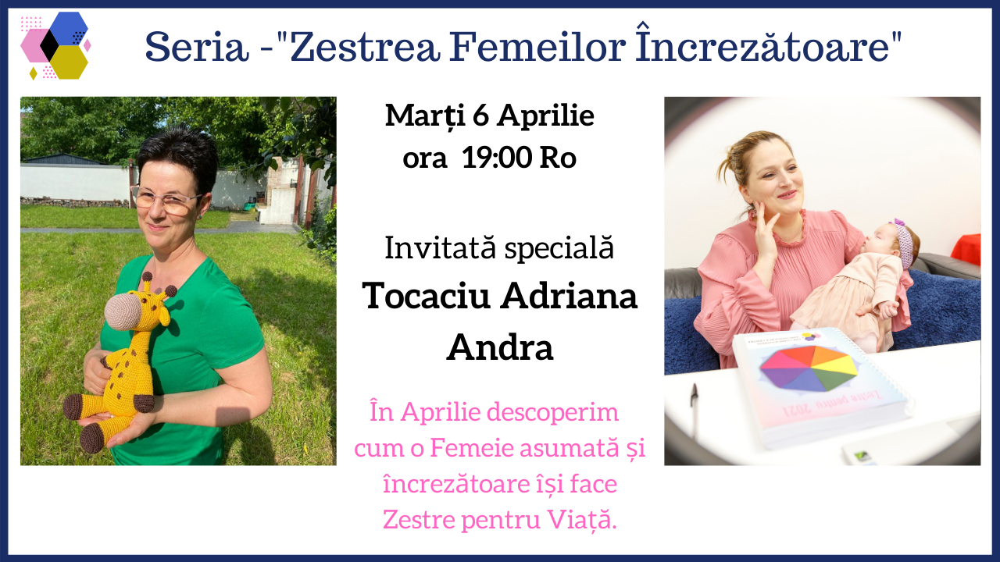 Seria -"Zestrea Femeilor Încrezătoare"
Marți 6 Aprilie
ora 19:00 Ro
Invitată specială
Tocaciu Adriana
Andra
În Aprilie descoperim
cum o Femeie asumată și
încrezătoare își face
Zestre pentru Viață.
Zestre pentru 2021